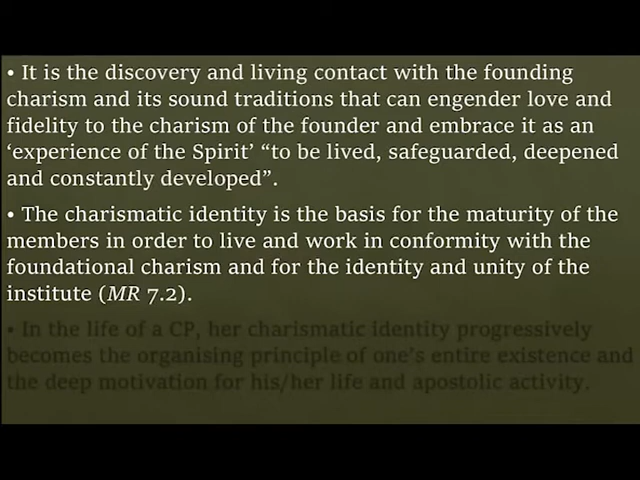 • It is the discovery and living contact with the founding
charism and its sound traditions that can engender love and
fidelity to the charism of the founder and embrace it as an
‘experience of the Spirit’ “to be lived, safeguarded, deepened
and constantly developed”.
• The charismatic identity is the basis for the maturity of the
members in order to live and work in conformity with the
foundational charism and for the identity and unity of the
institute (MR 7.2).
• In the life of a CP, her charismatic identity progressively
becomes the organising principle of one’s entire existence and
the deep motivation for his/her life and apostolic activity.